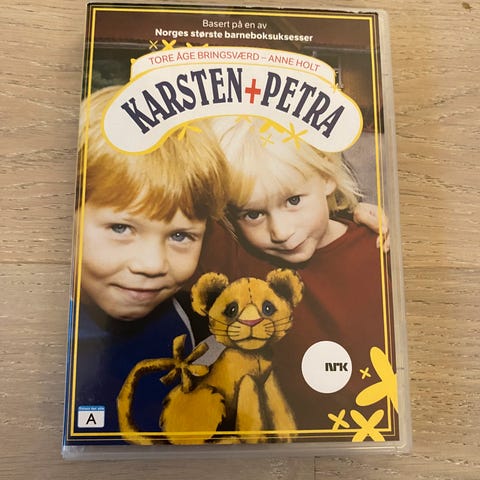 Basert på en av
Norges største barneboksuksesser
TORE ÅGE BRINGSVÆRD – ANNE HOLT
KARSTEN+PETRA
NRK
A